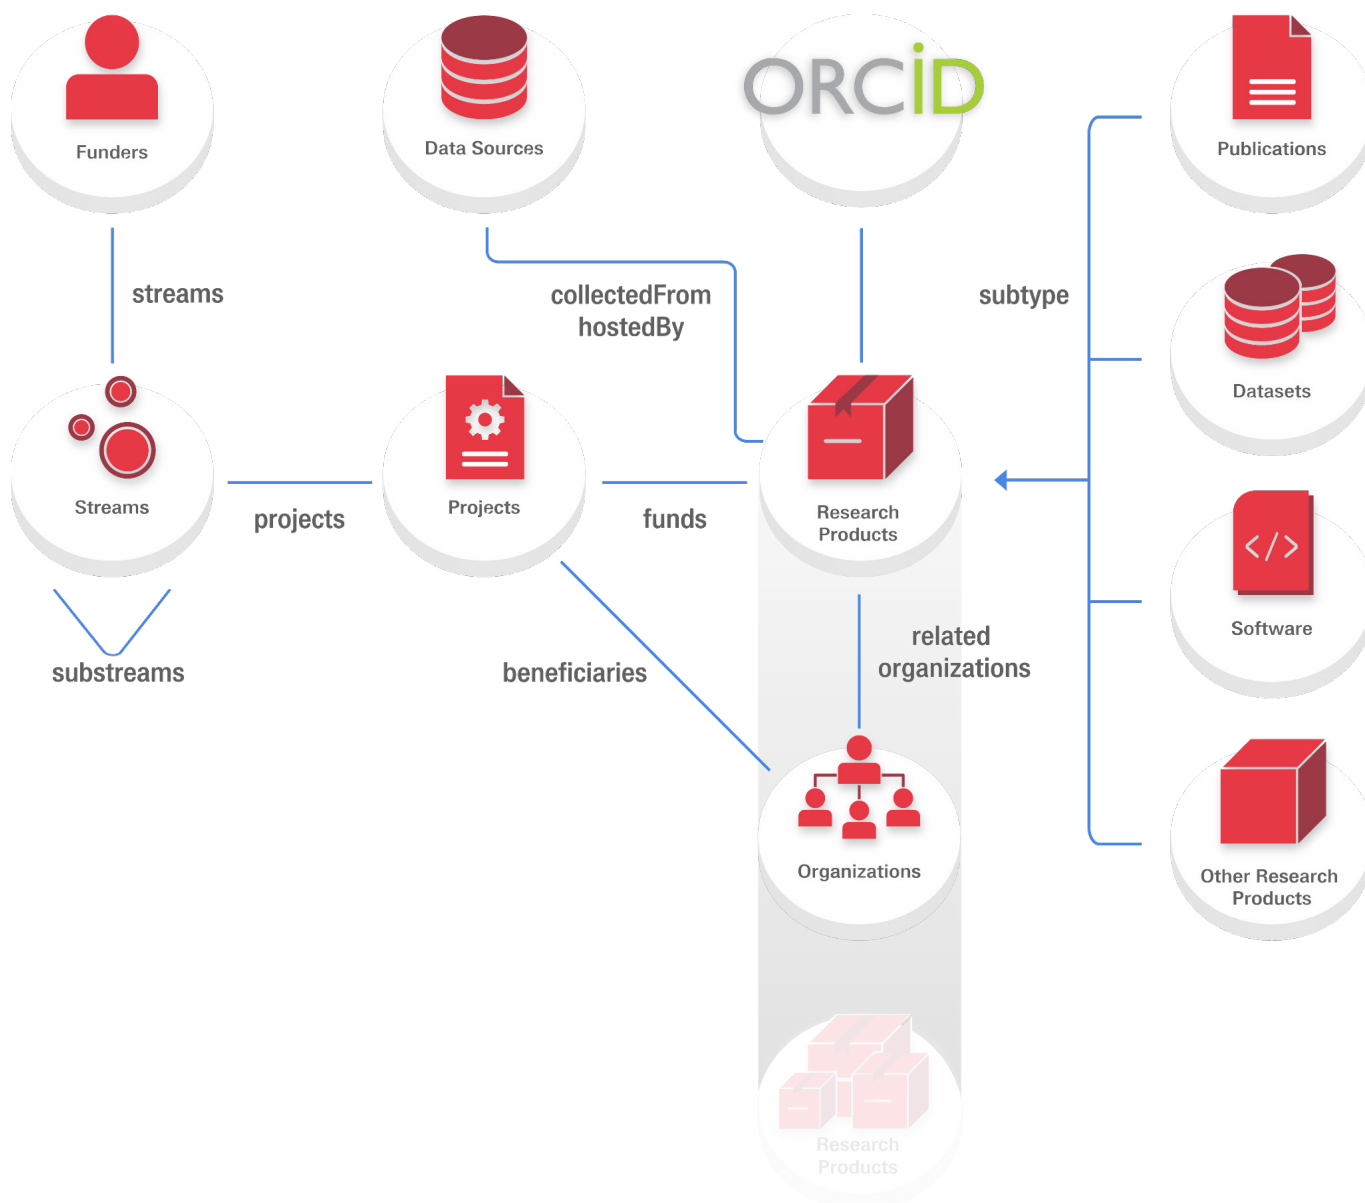 Funders
Data Sources
ORCiD
Publications
streams
collectedFrom
hostedBy
subtype
Datasets
Streams
projects
Projects
funds
Research
Products
</>
Software
substreams
beneficiaries
related
organizations
Organizations
Other Research
Products
Research
Products